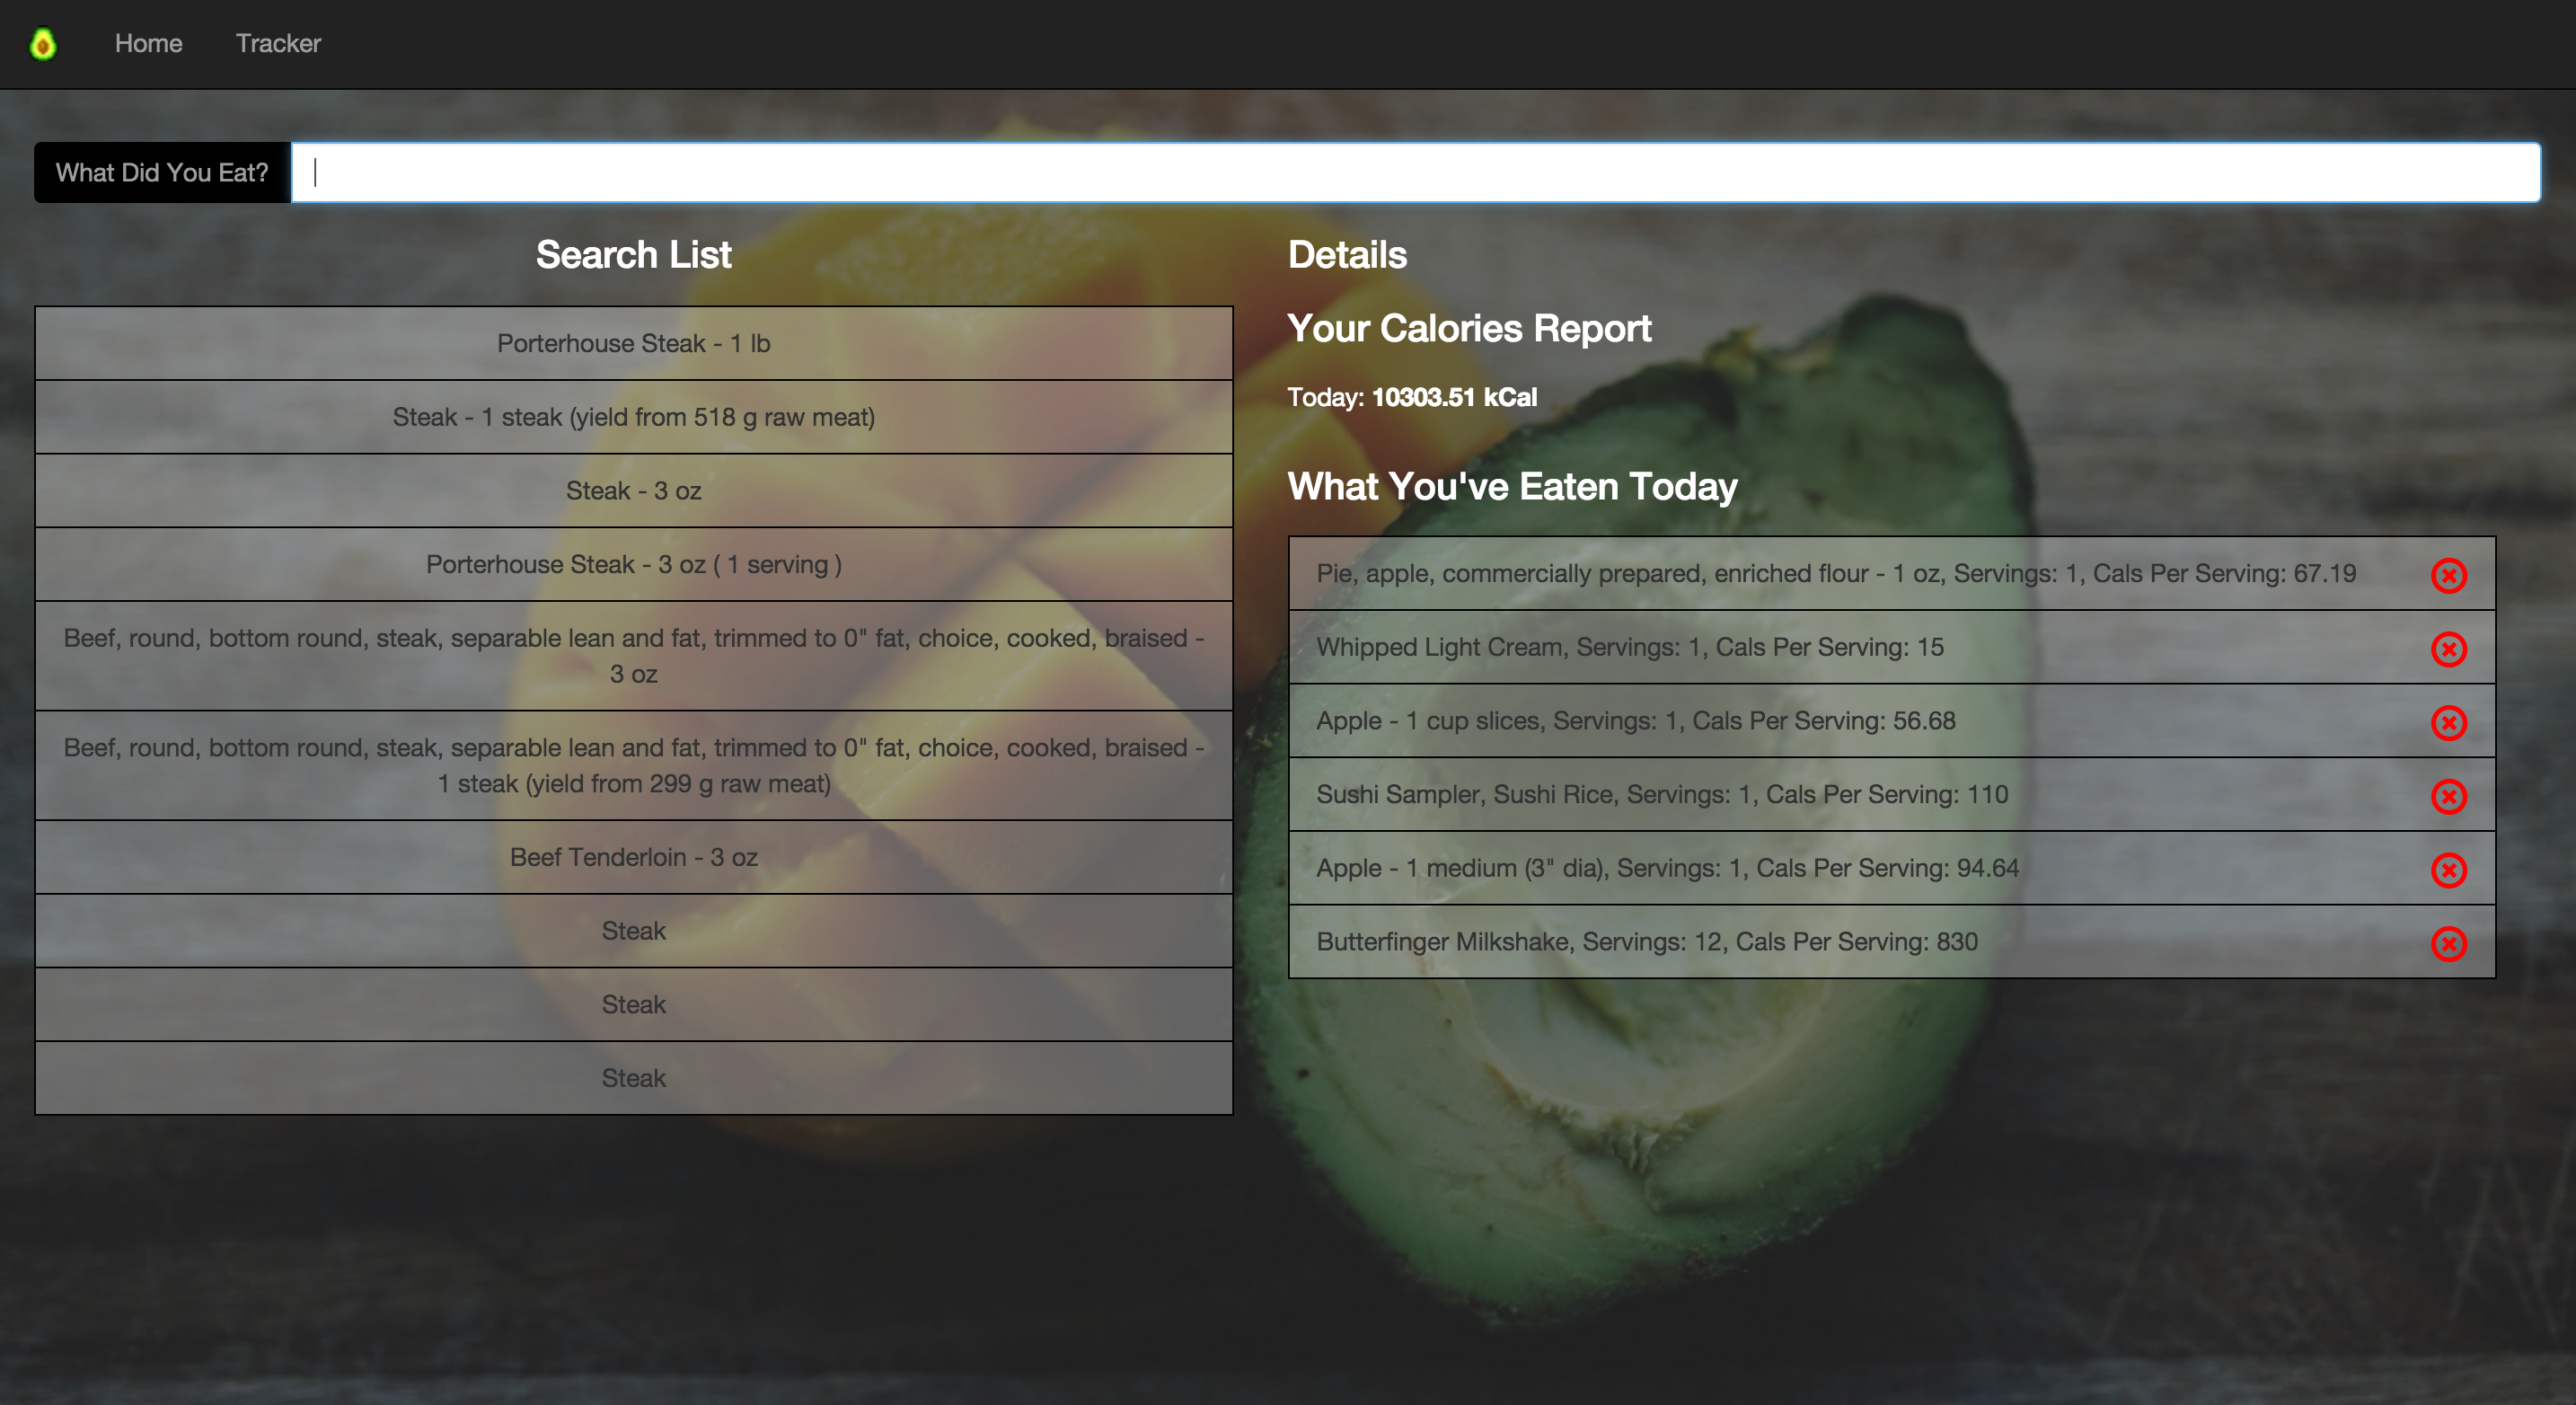 Home Tracker
What Did You Eat?
Search List
Porterhouse Steak - 1 lb
Steak - 1 steak (yield from 518 g raw meat)
Steak - 3 oz
Porterhouse Steak - 3 oz ( 1 serving )
Beef, round, bottom round, steak, separable lean and fat, trimmed to 0" fat, choice, cooked, braised -
3 oz
Beef, round, bottom round, steak, separable lean and fat, trimmed to 0" fat, choice, cooked, braised -
1 steak (yield from 299 g raw meat)
Beef Tenderloin - 3 oz
Steak
Steak
Steak
Details
Your Calories Report
Today: 10303.51 kCal
What You've Eaten Today
Pie, apple, commercially prepared, enriched flour - 1 oz, Servings: 1, Cals Per Serving: 67.19
Whipped Light Cream, Servings: 1, Cals Per Serving: 15
Apple - 1 cup slices, Servings: 1, Cals Per Serving: 56.68
Sushi Sampler, Sushi Rice, Servings: 1, Cals Per Serving: 110
Apple - 1 medium (3" dia), Servings: 1, Cals Per Serving: 94.64
Butterfinger Milkshake, Servings: 12, Cals Per Serving: 830